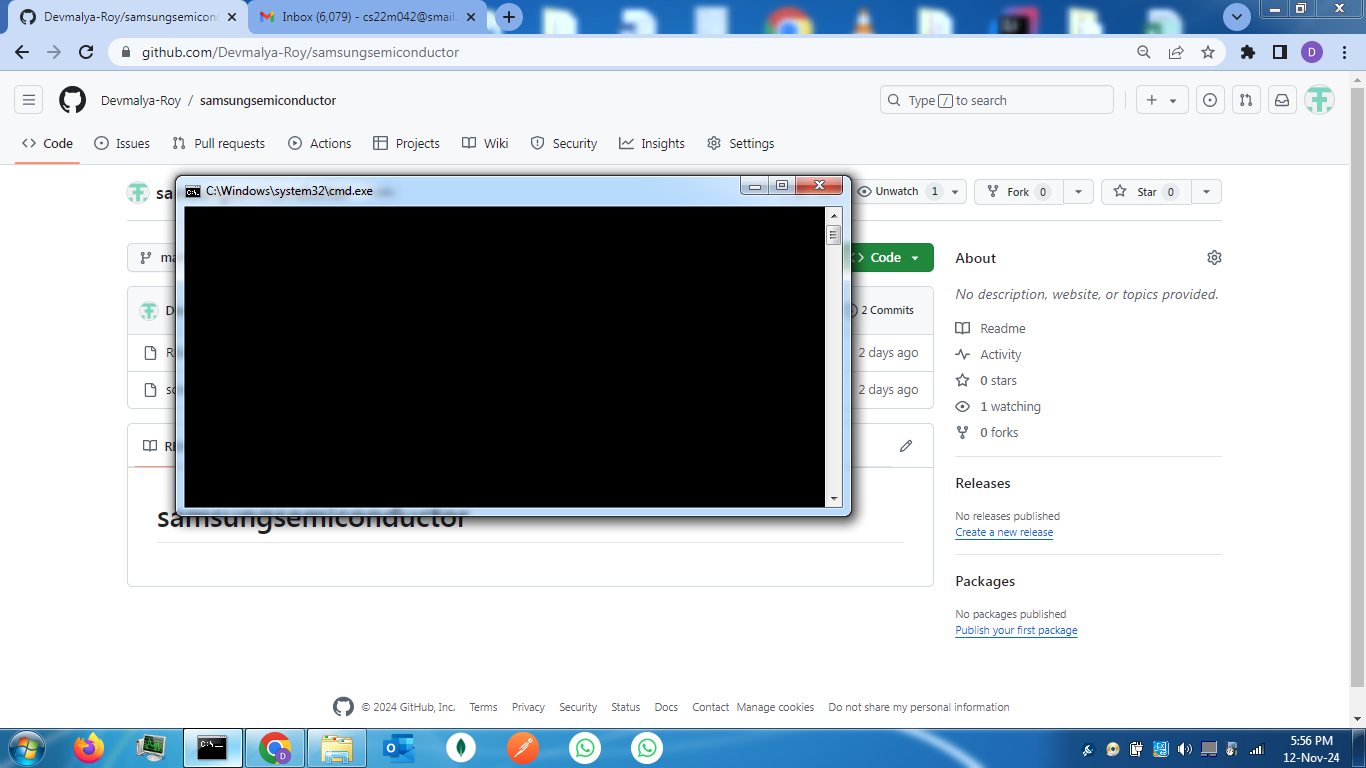 Devmalya-Roy/samsungsemicon
Inbox (6,079) - cs22m042@smail.
github.com/Devmalya-Roy/samsungsemiconductor
D
Devmalya-Roy / samsungsemiconductor
Type / to search
Code
Issues
Pull requests
Actions
Projects
Wiki
Security
Insights
Settings
C:\Windows\system32\cmd.exe
Unwatch 1
Fork 0
Star 0
Code
About
No description, website, or topics provided.
2 Commits
Readme
2 days ago
Activity
0 stars
2 days ago
1 watching
0 forks
Releases
No releases published
Create a new release
samsungsemiconductor
Packages
No packages published
Publish your first package
© 2024 GitHub, Inc. Terms Privacy Security Status Docs Contact Manage cookies Do not share my personal information
5:56 PM
12-Nov-24